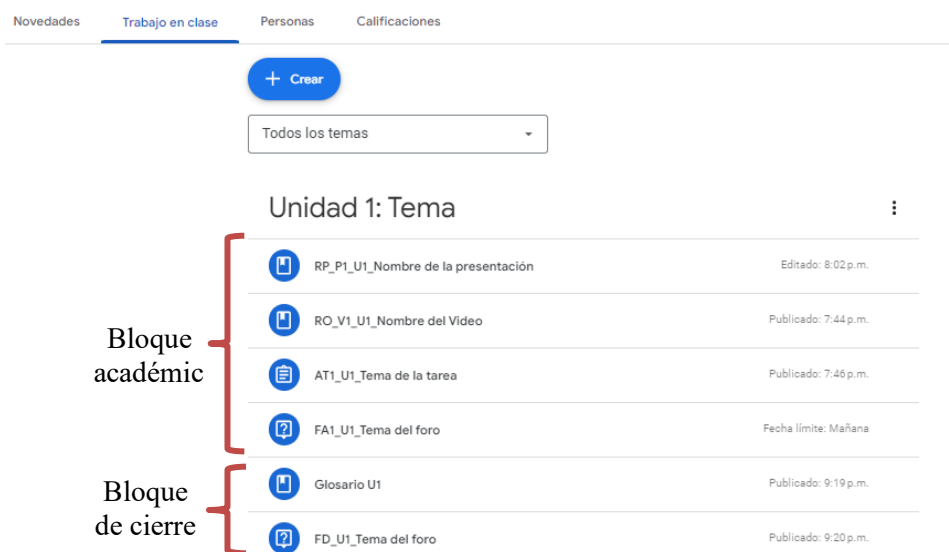 Novedades Trabajo en clase Personas Calificaciones
+ Crear
Todos los temas
Unidad 1: Tema
RP_P1_U1_Nombre de la presentación Editado: 8:02 p.m.
RO_V1_U1_Nombre del Video Publicado: 7:44 p.m.
Bloque
académic
AT1_U1_Tema de la tarea Publicado: 7:46 p.m.
FA1_U1_Tema del foro Fecha límite: Mañana
Bloque
de cierre
Glosario U1 Publicado: 9:19 p.m.
FD_U1_Tema del foro Publicado: 9:20 p.m.